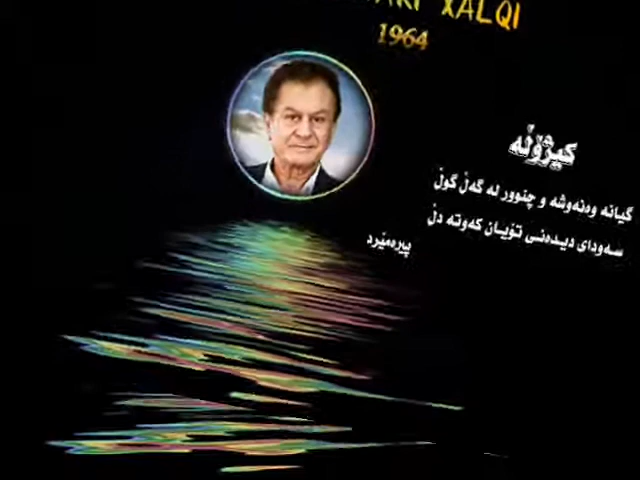 XALQI
1964
کیژۆڵە
گیانە وەنەوشە و چنوور لە گەڵ گوڵ
سەودای دیدەنی تۆیان کەوتە دڵ
پیرەمێرد